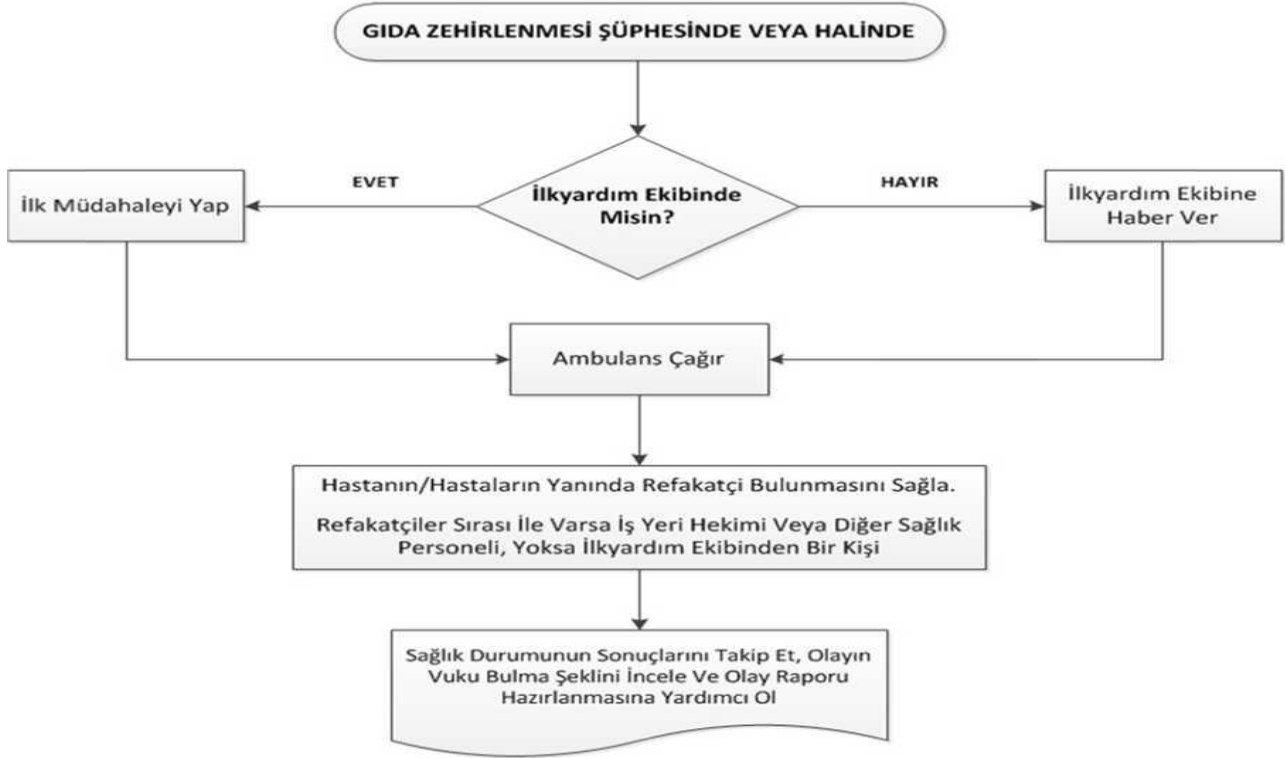 GIDA ZEHİRLENMESİ ŞÜPHESİNDE VEYA HALİNDE
İlkyardım Ekibinde
Misin?
EVET
HAYIR
İlk Müdahaleyi Yap
İlkyardım Ekibine
Haber Ver
Ambulans Çağır
Hastanın/Hastaların Yanında Refakatçi Bulunmasını Sağla.
Refakatçiler Sırası İle Varsa İş Yeri Hekimi Veya Diğer Sağlık
Personeli, Yoksa İlkyardım Ekibinden Bir Kişi
Sağlık Durumunun Sonuçlarını Takip Et, Olayın
Vuku Bulma Şeklini İncele Ve Olay Raporu
Hazırlanmasına Yardımcı Ol